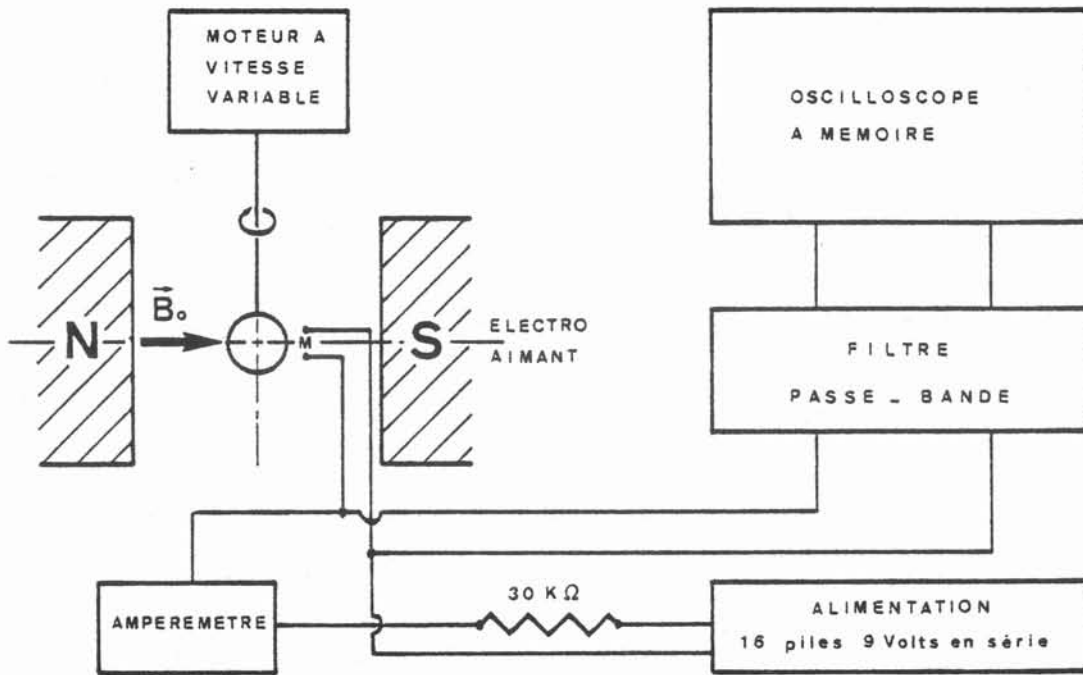 MOTEUR A
VITESSE
VARIABLE
OSCILLOSCOPE
A MEMOIRE
N
B₀
M
S
ELECTRO
AIMANT
FILTRE
PASSE _ BANDE
30 KΩ
AMPEREMETRE
ALIMENTATION
16 piles 9 Volts en série